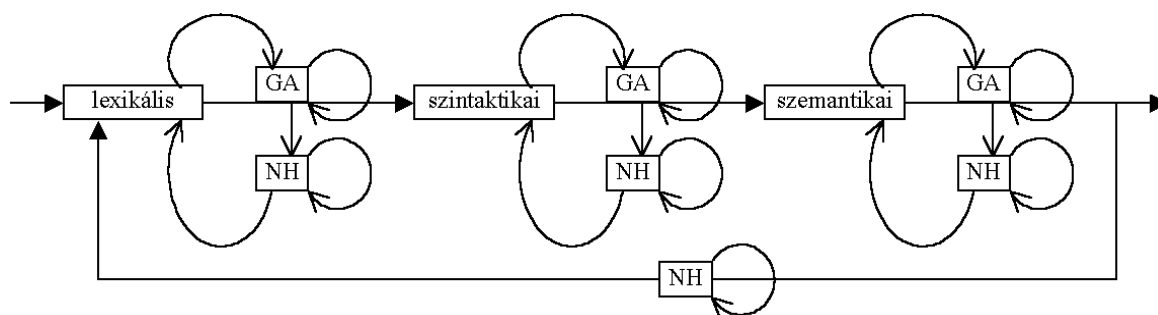 GA GA GA
lexikális szintaktikai szemantikai
NH NH NH
NH